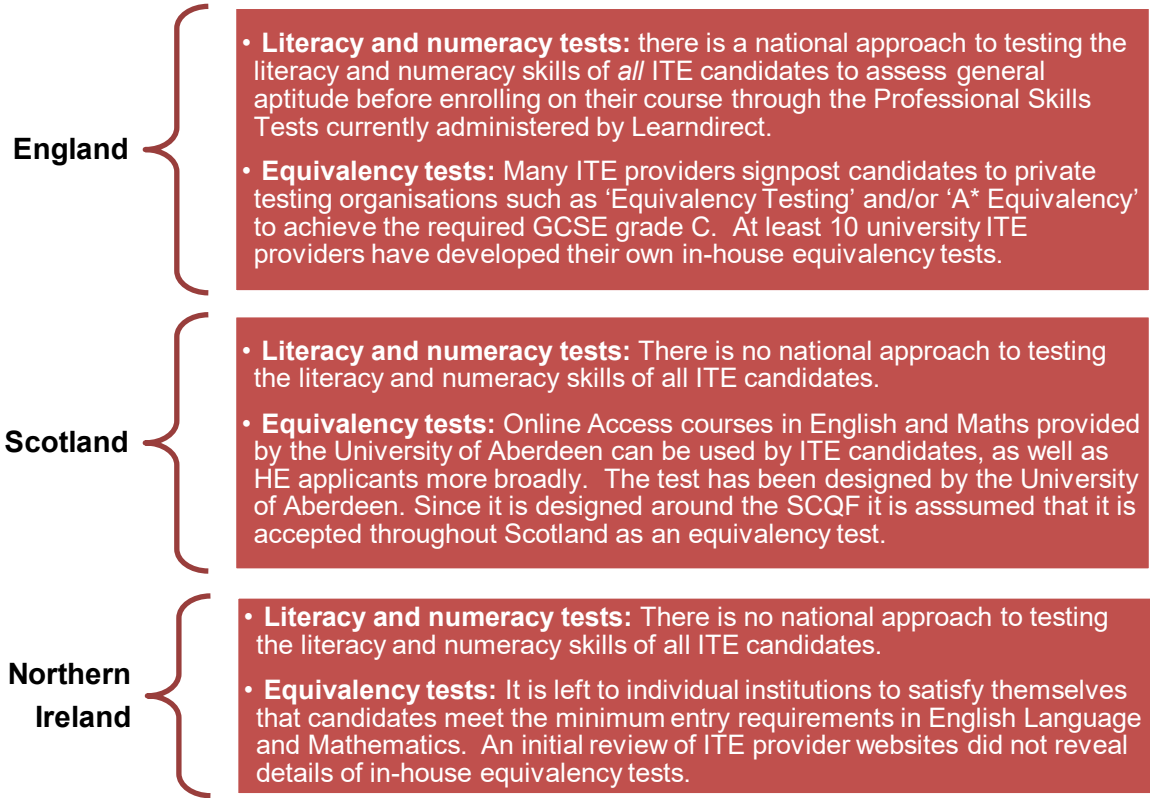 England
• Literacy and numeracy tests: there is a national approach to testing the
literacy and numeracy skills of all ITE candidates to assess general
aptitude before enrolling on their course through the Professional Skills
Tests currently administered by Learndirect.
• Equivalency tests: Many ITE providers signpost candidates to private
testing organisations such as ‘Equivalency Testing’ and/or ‘A* Equivalency’
to achieve the required GCSE grade C.  At least 10 university ITE
providers have developed their own in-house equivalency tests.
Scotland
• Literacy and numeracy tests: There is no national approach to testing
the literacy and numeracy skills of all ITE candidates.
• Equivalency tests: Online Access courses in English and Maths provided
by the University of Aberdeen can be used by ITE candidates, as well as
HE applicants more broadly.  The test has been designed by the University
of Aberdeen. Since it is designed around the SCQF it is asssumed that it is
accepted throughout Scotland as an equivalency test.
Northern
Ireland
• Literacy and numeracy tests: There is no national approach to testing
the literacy and numeracy skills of all ITE candidates.
• Equivalency tests: It is left to individual institutions to satisfy themselves
that candidates meet the minimum entry requirements in English Language
and Mathematics.  An initial review of ITE provider websites did not reveal
details of in-house equivalency tests.